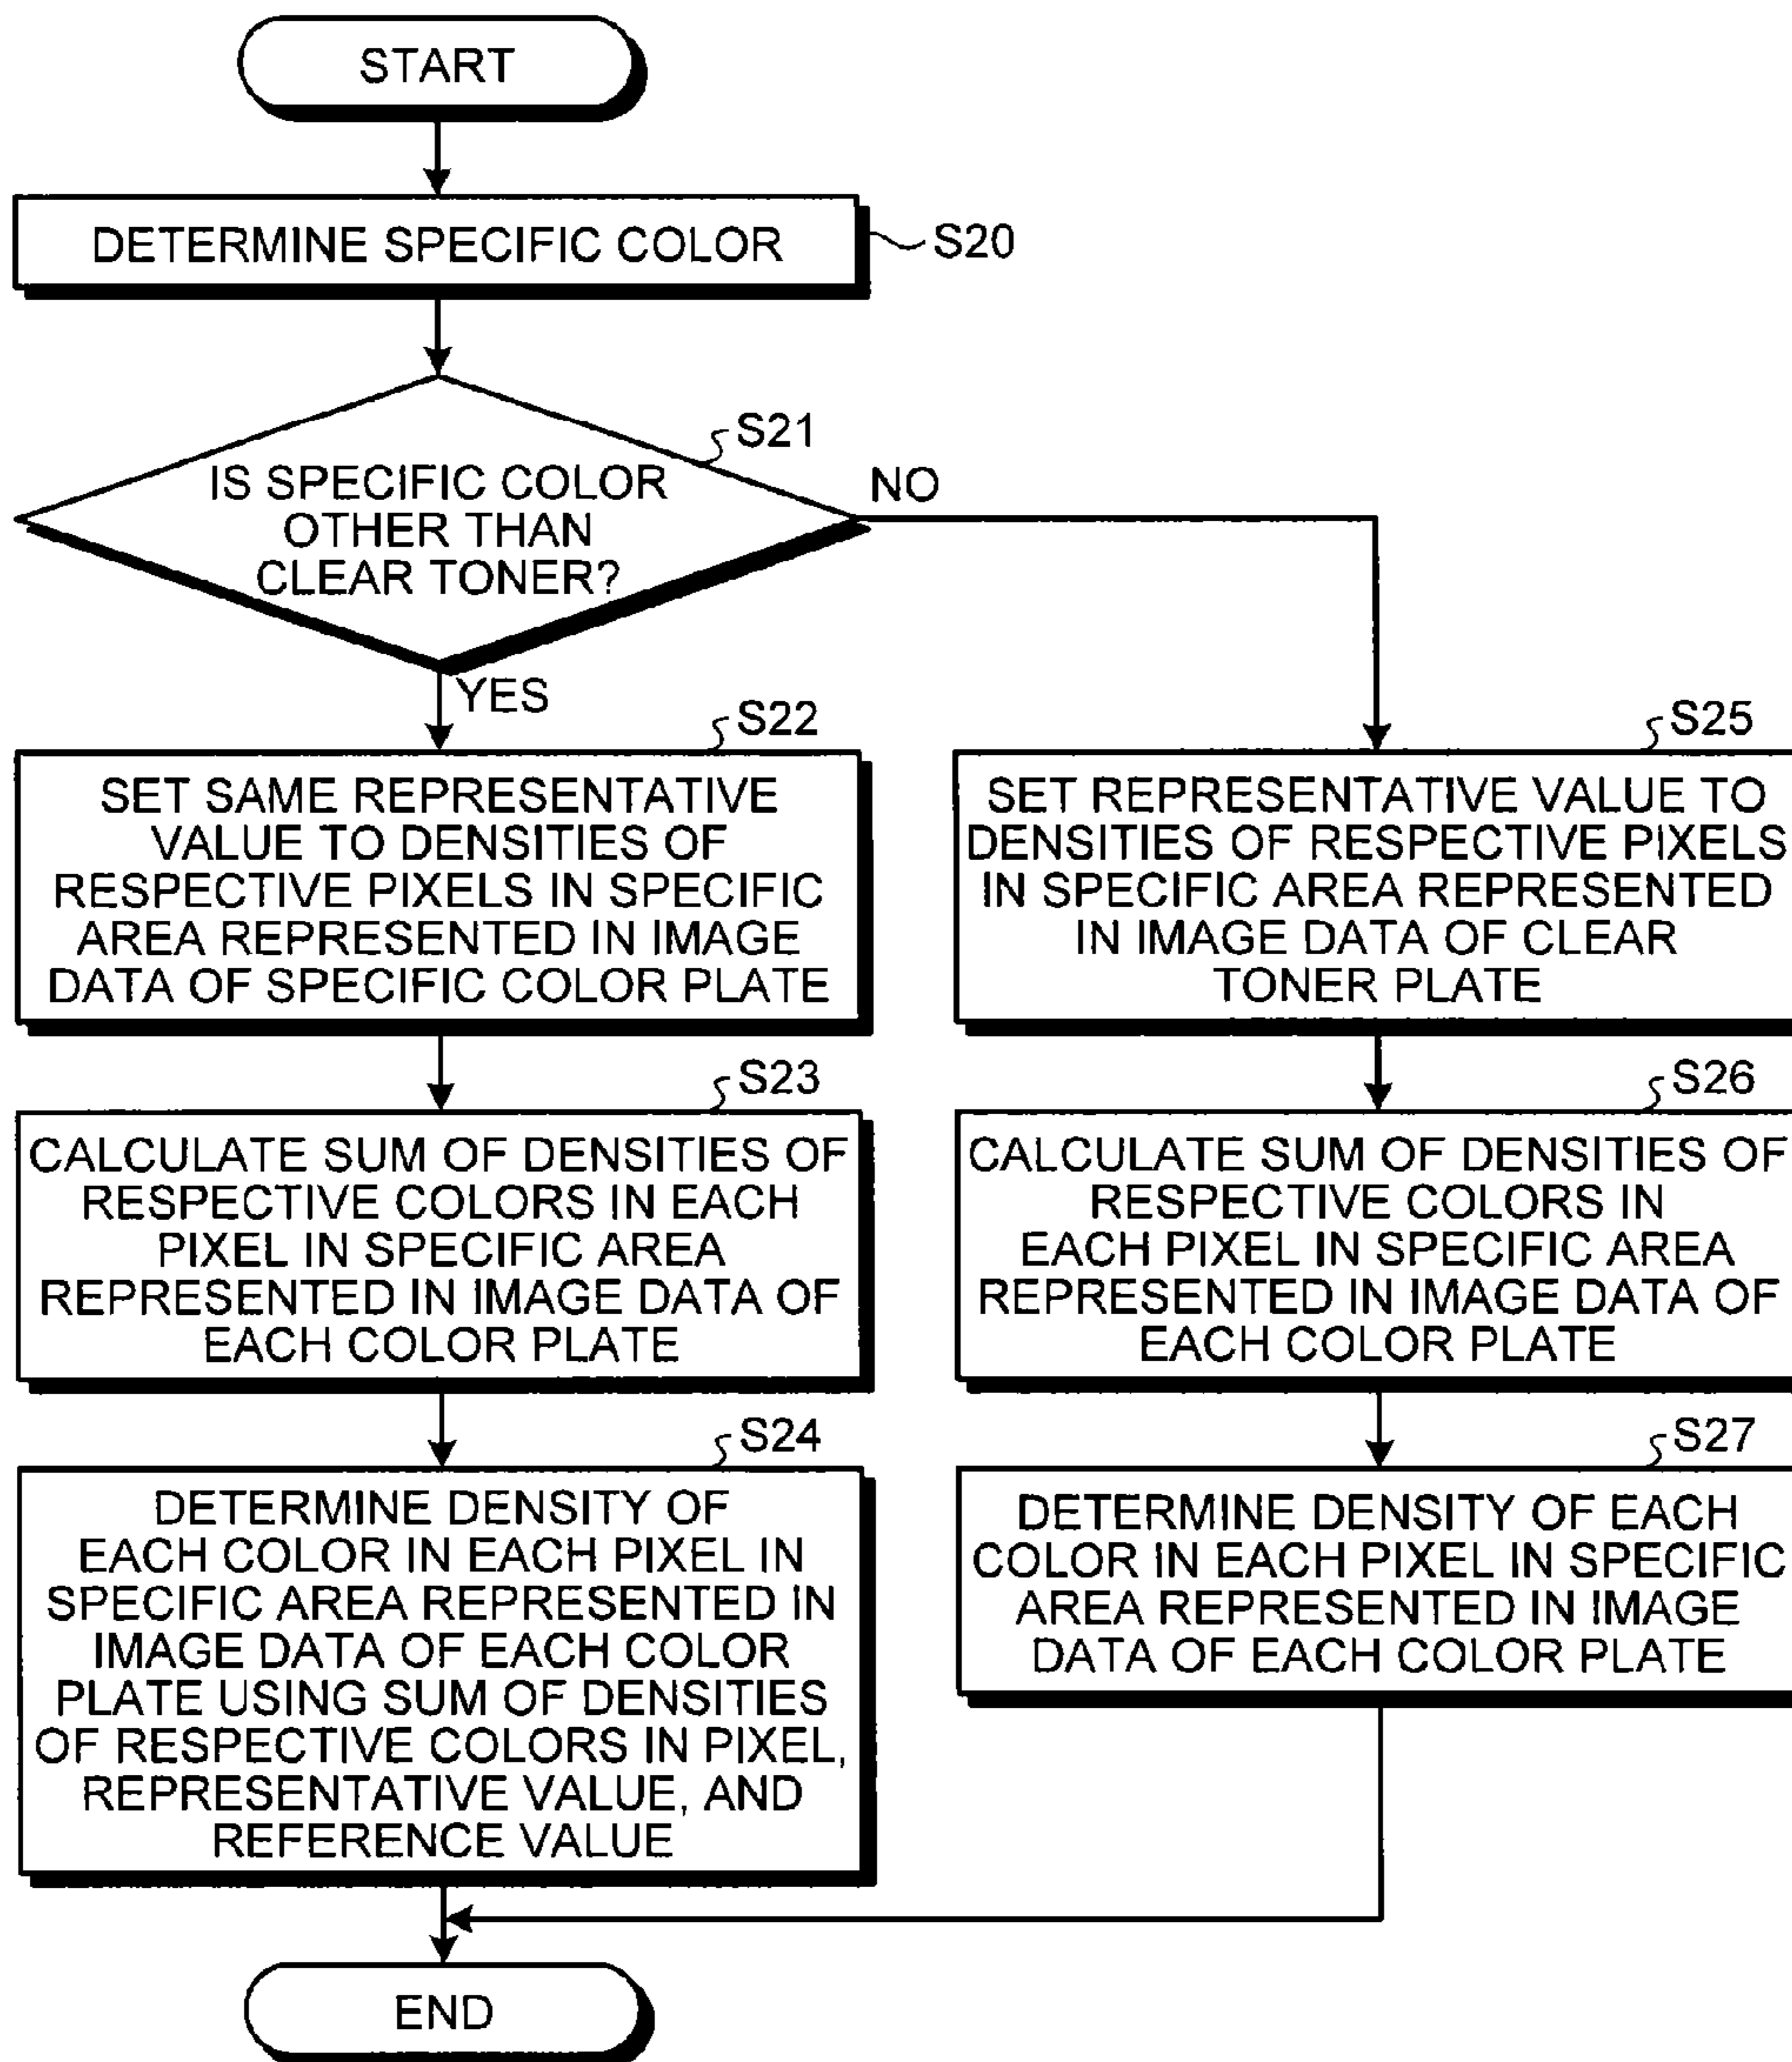 START
DETERMINE SPECIFIC COLOR
S20
S21
IS SPECIFIC COLOR
OTHER THAN
CLEAR TONER?
NO
YES
S22
SET SAME REPRESENTATIVE
VALUE TO DENSITIES OF
RESPECTIVE PIXELS IN SPECIFIC
AREA REPRESENTED IN IMAGE
DATA OF SPECIFIC COLOR PLATE
S23
CALCULATE SUM OF DENSITIES OF
RESPECTIVE COLORS IN EACH
PIXEL IN SPECIFIC AREA
REPRESENTED IN IMAGE DATA OF
EACH COLOR PLATE
S24
DETERMINE DENSITY OF
EACH COLOR IN EACH PIXEL IN
SPECIFIC AREA REPRESENTED IN
IMAGE DATA OF EACH COLOR
PLATE USING SUM OF DENSITIES
OF RESPECTIVE COLORS IN PIXEL,
REPRESENTATIVE VALUE, AND
REFERENCE VALUE
S25
SET REPRESENTATIVE VALUE TO
DENSITIES OF RESPECTIVE PIXELS
IN SPECIFIC AREA REPRESENTED
IN IMAGE DATA OF CLEAR
TONER PLATE
S26
CALCULATE SUM OF DENSITIES OF
RESPECTIVE COLORS IN
EACH PIXEL IN SPECIFIC AREA
REPRESENTED IN IMAGE DATA OF
EACH COLOR PLATE
S27
DETERMINE DENSITY OF EACH
COLOR IN EACH PIXEL IN SPECIFIC
AREA REPRESENTED IN IMAGE
DATA OF EACH COLOR PLATE
END